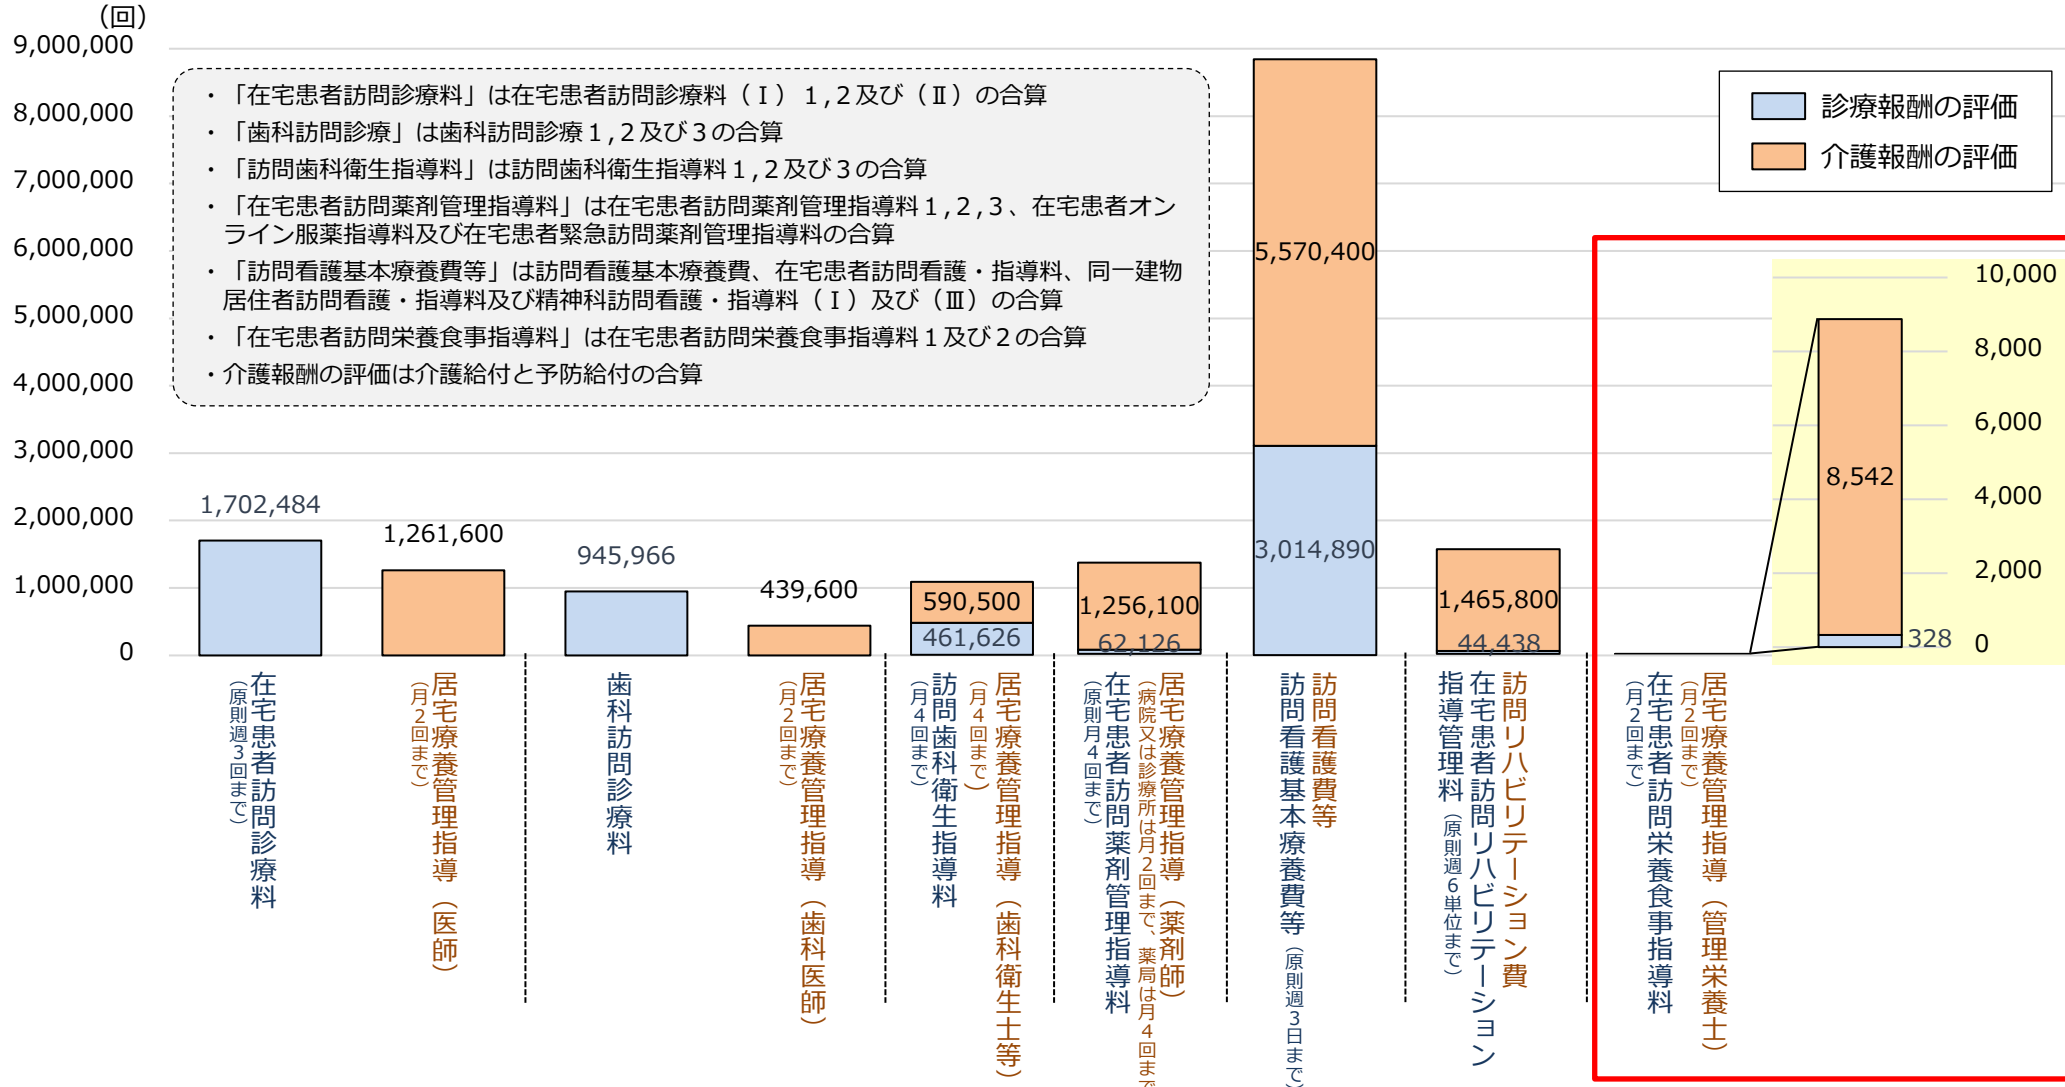 （回）
9,000,000
8,000,000
7,000,000
6,000,000
5,000,000
4,000,000
3,000,000
2,000,000
1,000,000
0
・「在宅患者訪問診療料」は在宅患者訪問診療料（Ⅰ）1,2及び（Ⅱ）の合算
・「歯科訪問診療」は歯科訪問診療1,2及び3の合算
・「訪問歯科衛生指導料」は訪問歯科衛生指導料1,2及び3の合算
・「在宅患者訪問薬剤管理指導料」は在宅患者訪問薬剤管理指導料1,2,3、在宅患者オン
ライン服薬指導料及び在宅患者緊急訪問薬剤管理指導料の合算
・「訪問看護基本療養費等」は訪問看護基本療養費、在宅患者訪問看護・指導料、同一建物
居住者訪問看護・指導料及び精神科訪問看護・指導料（Ⅰ）及び（Ⅲ）の合算
・「在宅患者訪問栄養食事指導料」は在宅患者訪問栄養食事指導料1及び2の合算
・介護報酬の評価は介護給付と予防給付の合算
診療報酬の評価
介護報酬の評価
1,702,484
1,261,600
945,966
439,600
590,500
461,626
1,256,100
62,126
5,570,400
3,014,890
1,465,800
44,438
8,542
328
10,000
8,000
6,000
4,000
2,000
0
在宅患者訪問診療料
（原則週3回まで）
居宅療養管理指導（医師）
（月2回まで）
歯科訪問診療料
居宅療養管理指導（歯科医師）
（月2回まで）
居宅療養管理指導（歯科衛生士等）
（月4回まで）
訪問歯科衛生指導料
（月4回まで）
居宅療養管理指導（薬剤師）
（病院又は診療所は月2回まで、薬局は月4回まで
在宅患者訪問薬剤管理指導料
（原則月4回まで）
訪問看護費等
訪問看護基本療養費等（原則週3日まで）
訪問リハビリテーション費
在宅患者訪問リハビリテーション
指導管理料（原則週6単位まで）
居宅療養管理指導（管理栄養士）
（月2回まで）
在宅患者訪問栄養食事指導料
（月2回まで）